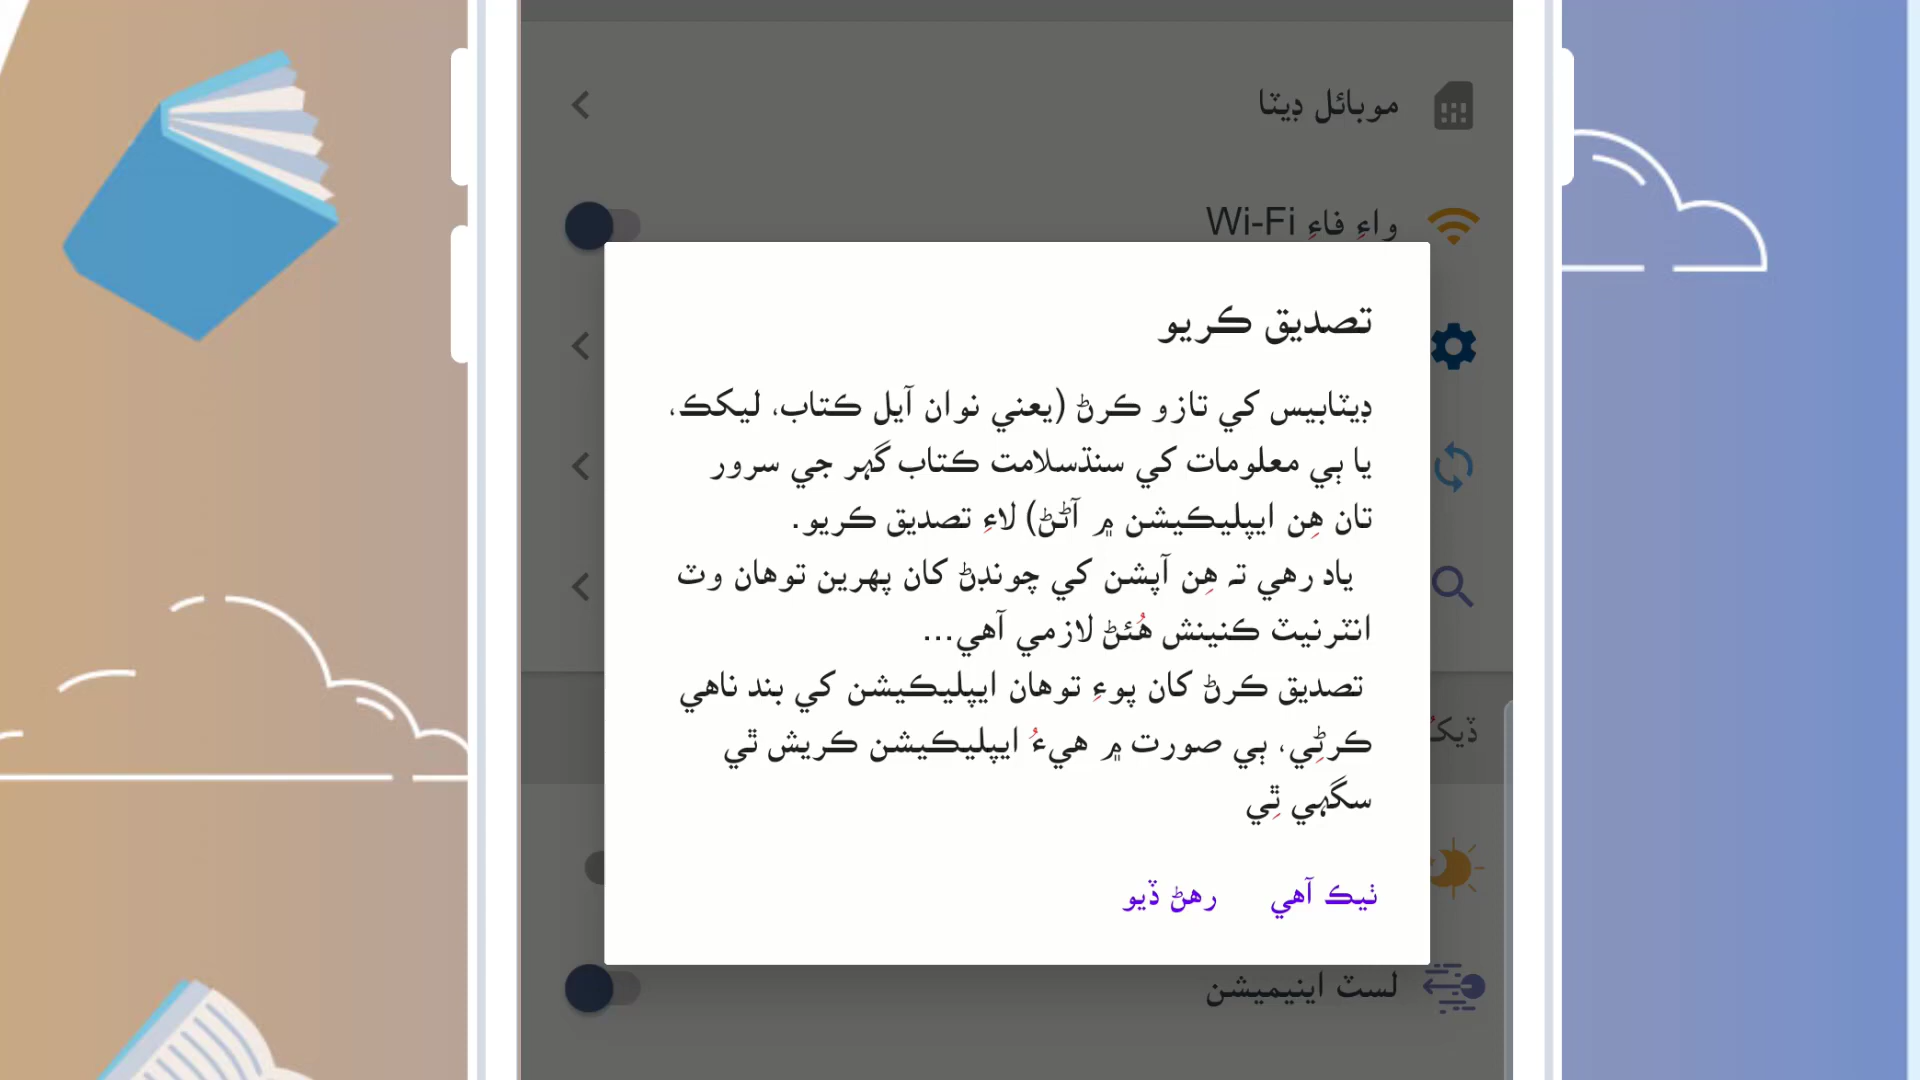 موبائل ڊيٽا
واءِ فاءِ Wi-Fi
تصديق ڪريو
ڊيٽابيس کي تازو ڪرڻ (يعني نوان آيل ڪتاب، ليکڪ،
يا ٻي معلومات کي سنڌسلامت ڪتاب گهر جي سرور
تان هِن ايپليڪيشن ۾ آڻڻ) لاءِ تصديق ڪريو.
ياد رهي تہ هِن آپشن کي چونڊڻ کان پهرين توهان وٽ
انٽرنيٽ ڪنينش هُئڻ لازمي آهي...
تصديق ڪرڻ کان پوءِ توهان ايپليڪيشن کي بند ناهي
ڪرڻِي، ٻي صورت ۾ هيءُ ايپليڪيشن ڪريش ٿي
سگهي ٿِي
ٺيڪ آهي
رهڻ ڏيو
لسٽ اينيميشن